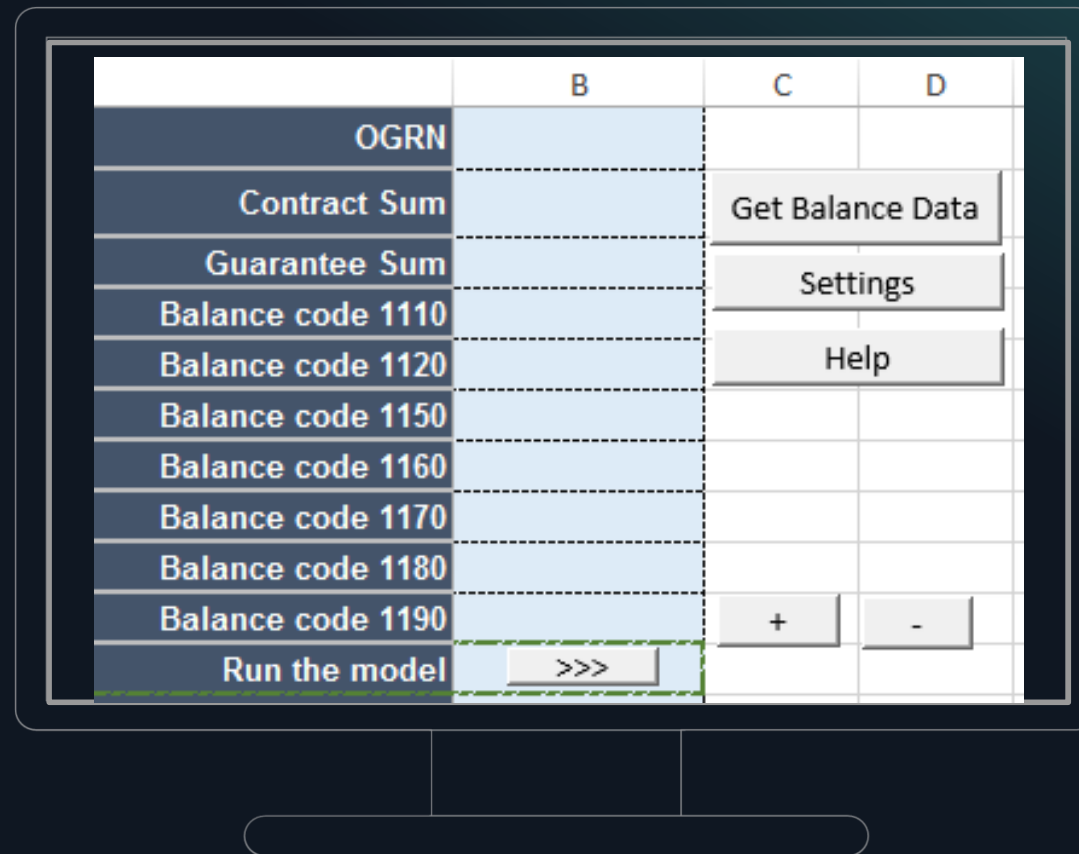 B C D
OGRN
Contract Sum Get Balance Data
Guarantee Sum
Settings
Balance code 1110
Balance code 1120 Help
Balance code 1150
Balance code 1160
Balance code 1170
Balance code 1180
Balance code 1190 + -
Run the model >>>